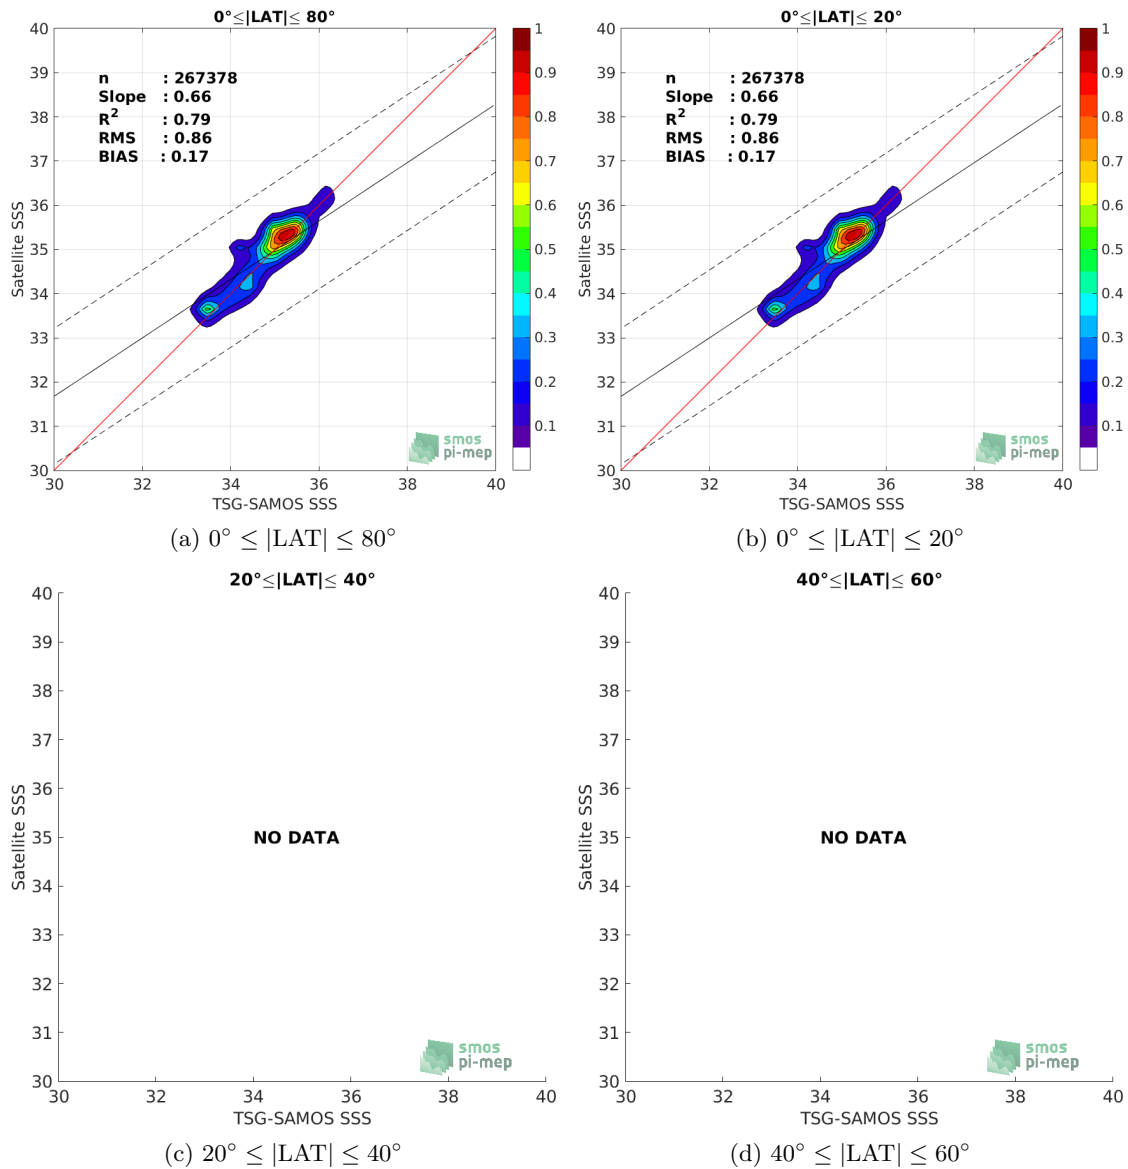 0°≤|LAT|≤ 80°
40
39
38
37
36
35
34
33
32
31
30
Satellite SSS
n : 267378
Slope : 0.66
R² : 0.79
RMS : 0.86
BIAS : 0.17
smos
pi-mep
30 32 34 36 38 40
TSG-SAMOS SSS
1
0.9
0.8
0.7
0.6
0.5
0.4
0.3
0.2
0.1
(a) 0° ≤ |LAT| ≤ 80°
0°≤|LAT|≤ 20°
40
39
38
37
36
35
34
33
32
31
30
Satellite SSS
n : 267378
Slope : 0.66
R² : 0.79
RMS : 0.86
BIAS : 0.17
smos
pi-mep
30 32 34 36 38 40
TSG-SAMOS SSS
1
0.9
0.8
0.7
0.6
0.5
0.4
0.3
0.2
0.1
(b) 0° ≤ |LAT| ≤ 20°
20°≤|LAT|≤ 40°
40
39
38
37
36
35
34
33
32
31
30
Satellite SSS
NO DATA
smos
pi-mep
30 32 34 36 38 40
TSG-SAMOS SSS
(c) 20° ≤ |LAT| ≤ 40°
40°≤|LAT|≤ 60°
40
39
38
37
36
35
34
33
32
31
30
Satellite SSS
NO DATA
smos
pi-mep
30 32 34 36 38 40
TSG-SAMOS SSS
(d) 40° ≤ |LAT| ≤ 60°